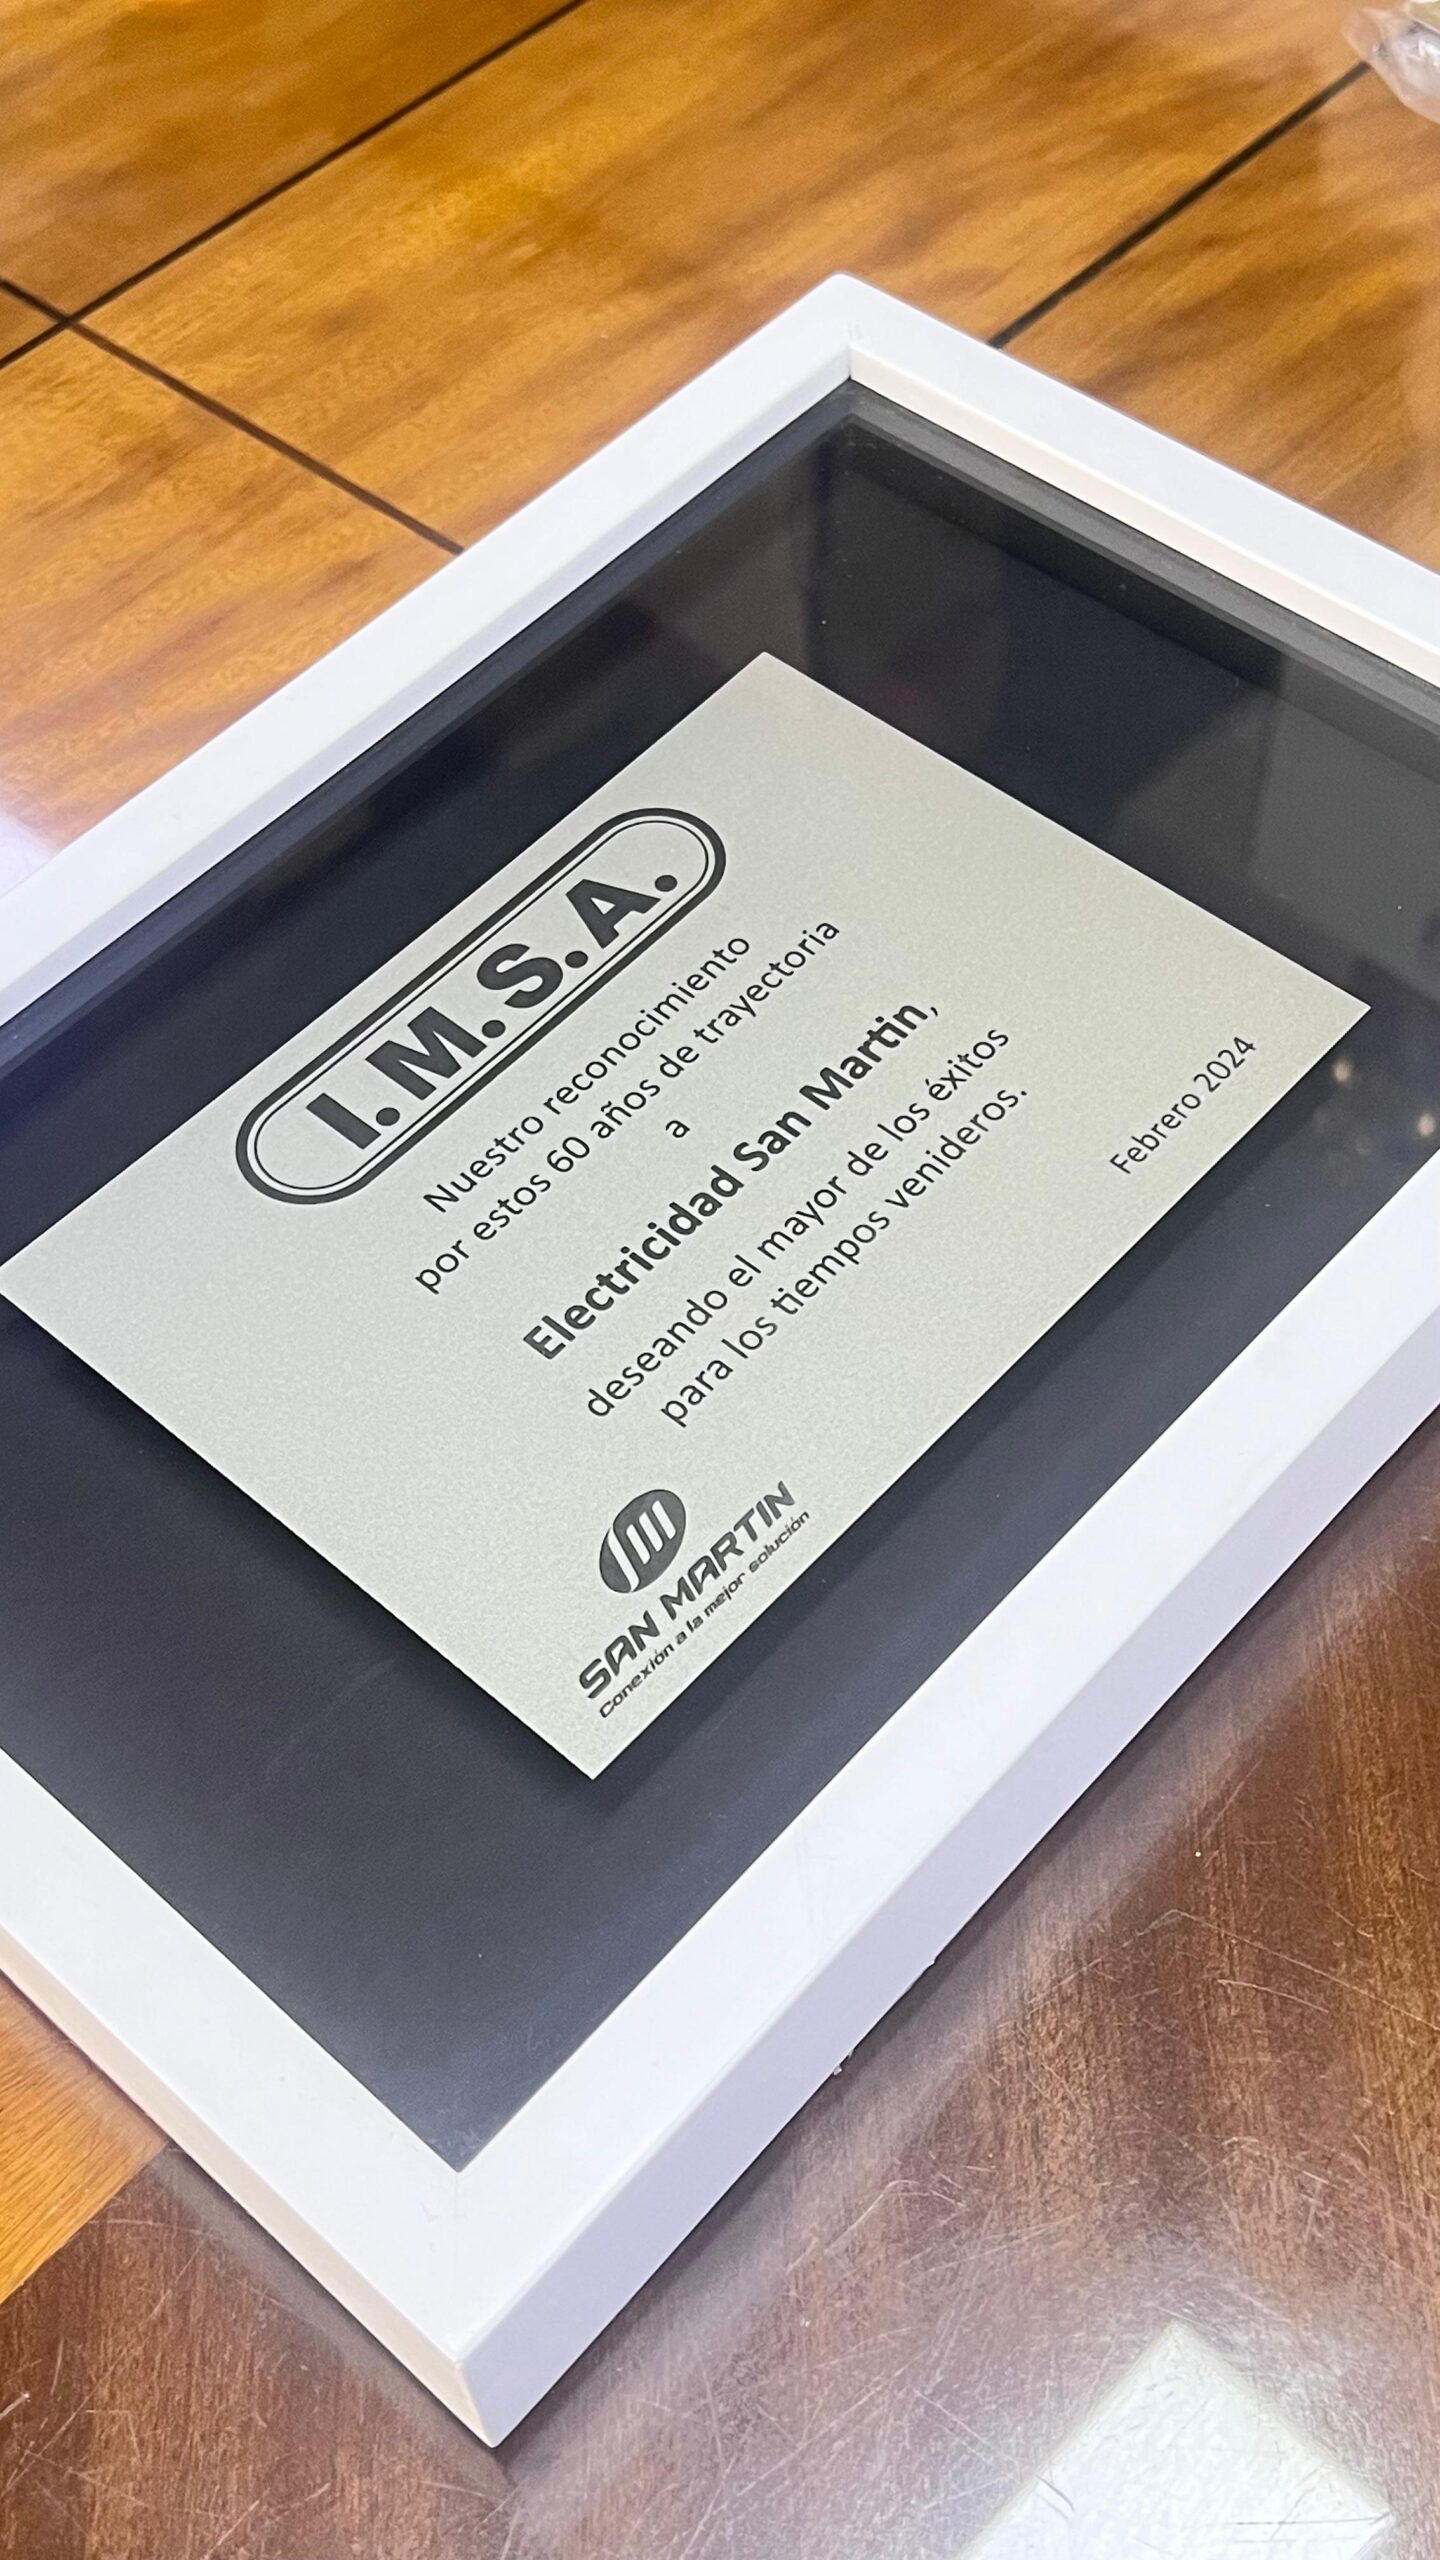 I.M.S.A.
Nuestro reconocimiento
por estos 60 años de trayectoria
a
Electricidad San Martin,
deseando el mayor de los éxitos
para los tiempos venideros.
Febrero 2024
SAN MARTIN
Conexión a la mejor solución